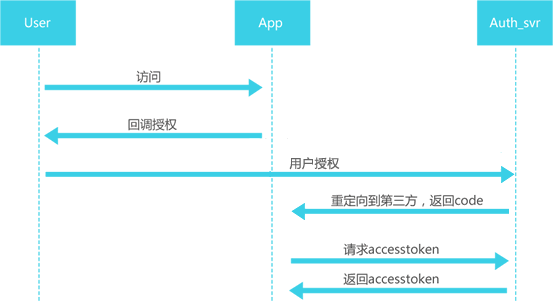 User
App
Auth_svr
访问
回调授权
用户授权
重定向到第三方，返回code
请求accesstoken
返回accesstoken